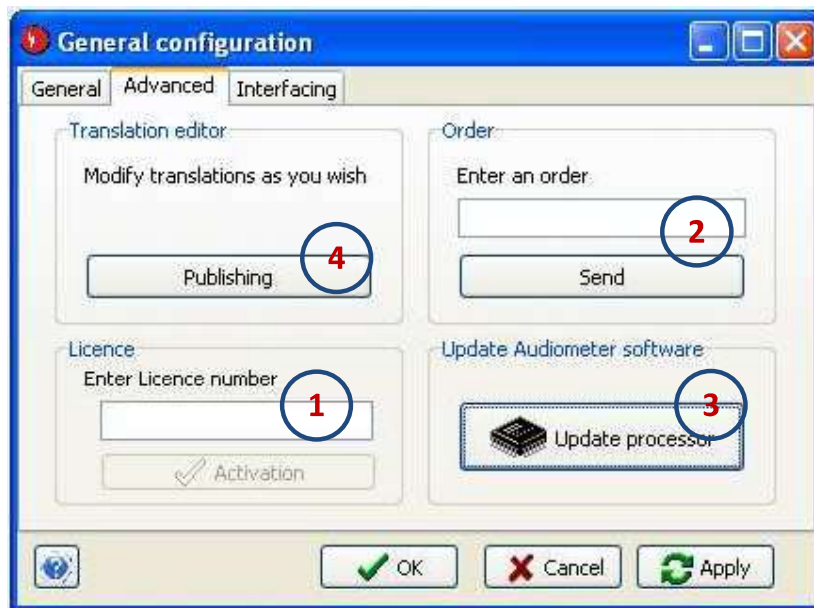 General configuration
General Advanced Interfacing
Translation editor
Modify translations as you wish
4
Publishing
Order
Enter an order
2
Send
Licence
Enter Licence number
1
Activation
Update Audiometer software
3
Update processor
OK Cancel Apply